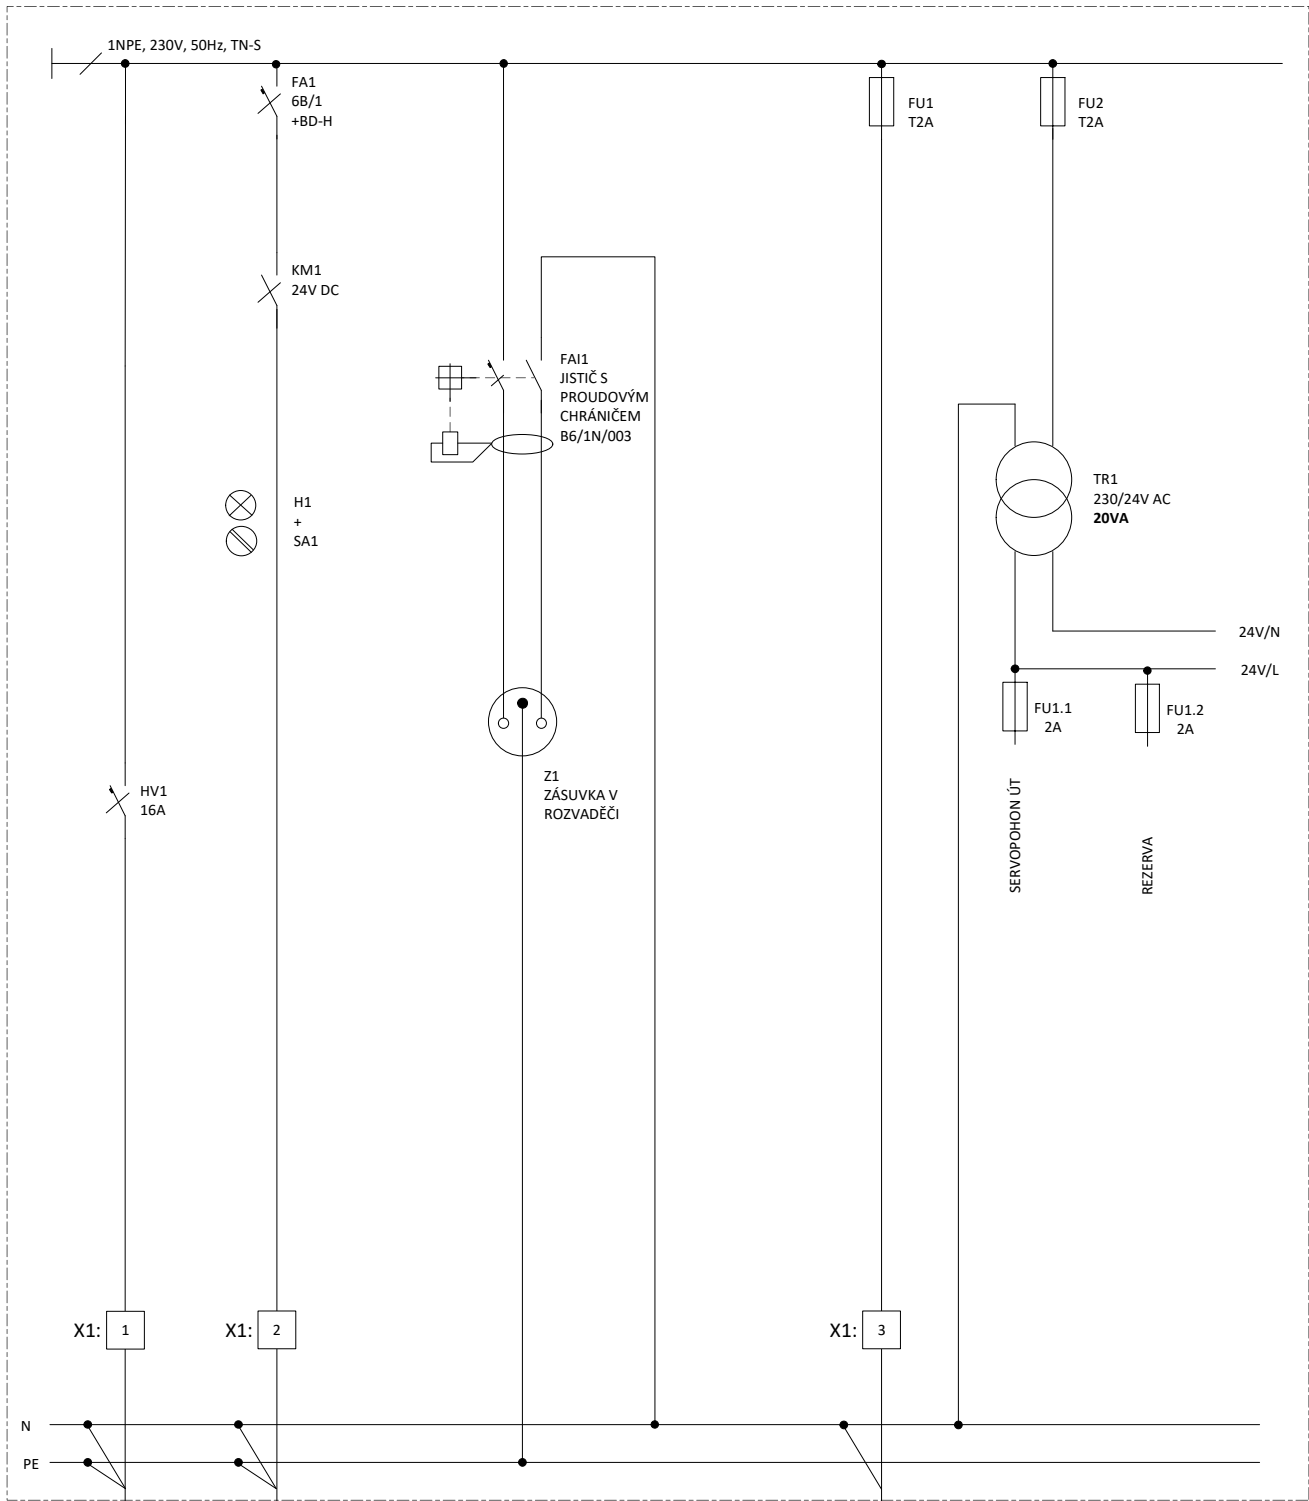 1NPE, 230V, 50Hz, TN-S
FA1
6B/1
+BD-H
FU1
T2A
FU2
T2A
KM1
24V DC
FAI1
JISTIČ S
PROUDOVÝM
CHRÁNIČEM
B6/1N/003
H1
+
SA1
TR1
230/24V AC
20VA
24V/N
24V/L
FU1.1
2A
FU1.2
2A
Z1
ZÁSUVKA V
ROZVADĚČI
HV1
16A
SERVOPOHON ÚT
REZERVA
X1: 1
X1: 2
X1: 3
N
PE